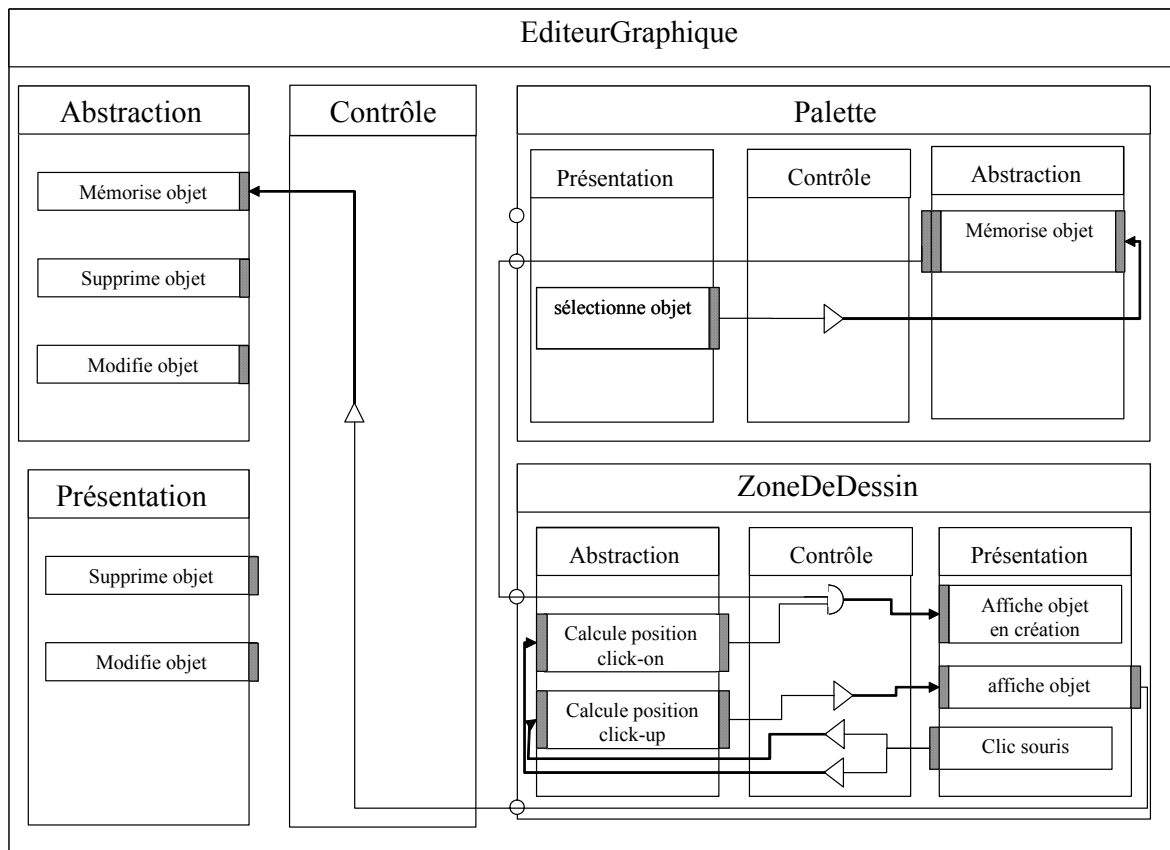 EditeurGraphique
Abstraction
Mémorise objet
Supprime objet
Modifie objet
Présentation
Supprime objet
Modifie objet
Contrôle
Palette
Présentation
sélectionne objet
Contrôle
Abstraction
Mémorise objet
ZoneDeDessin
Abstraction
Calcule position
click-on
Calcule position
click-up
Contrôle
Présentation
Affiche objet
en création
affiche objet
Clic souris